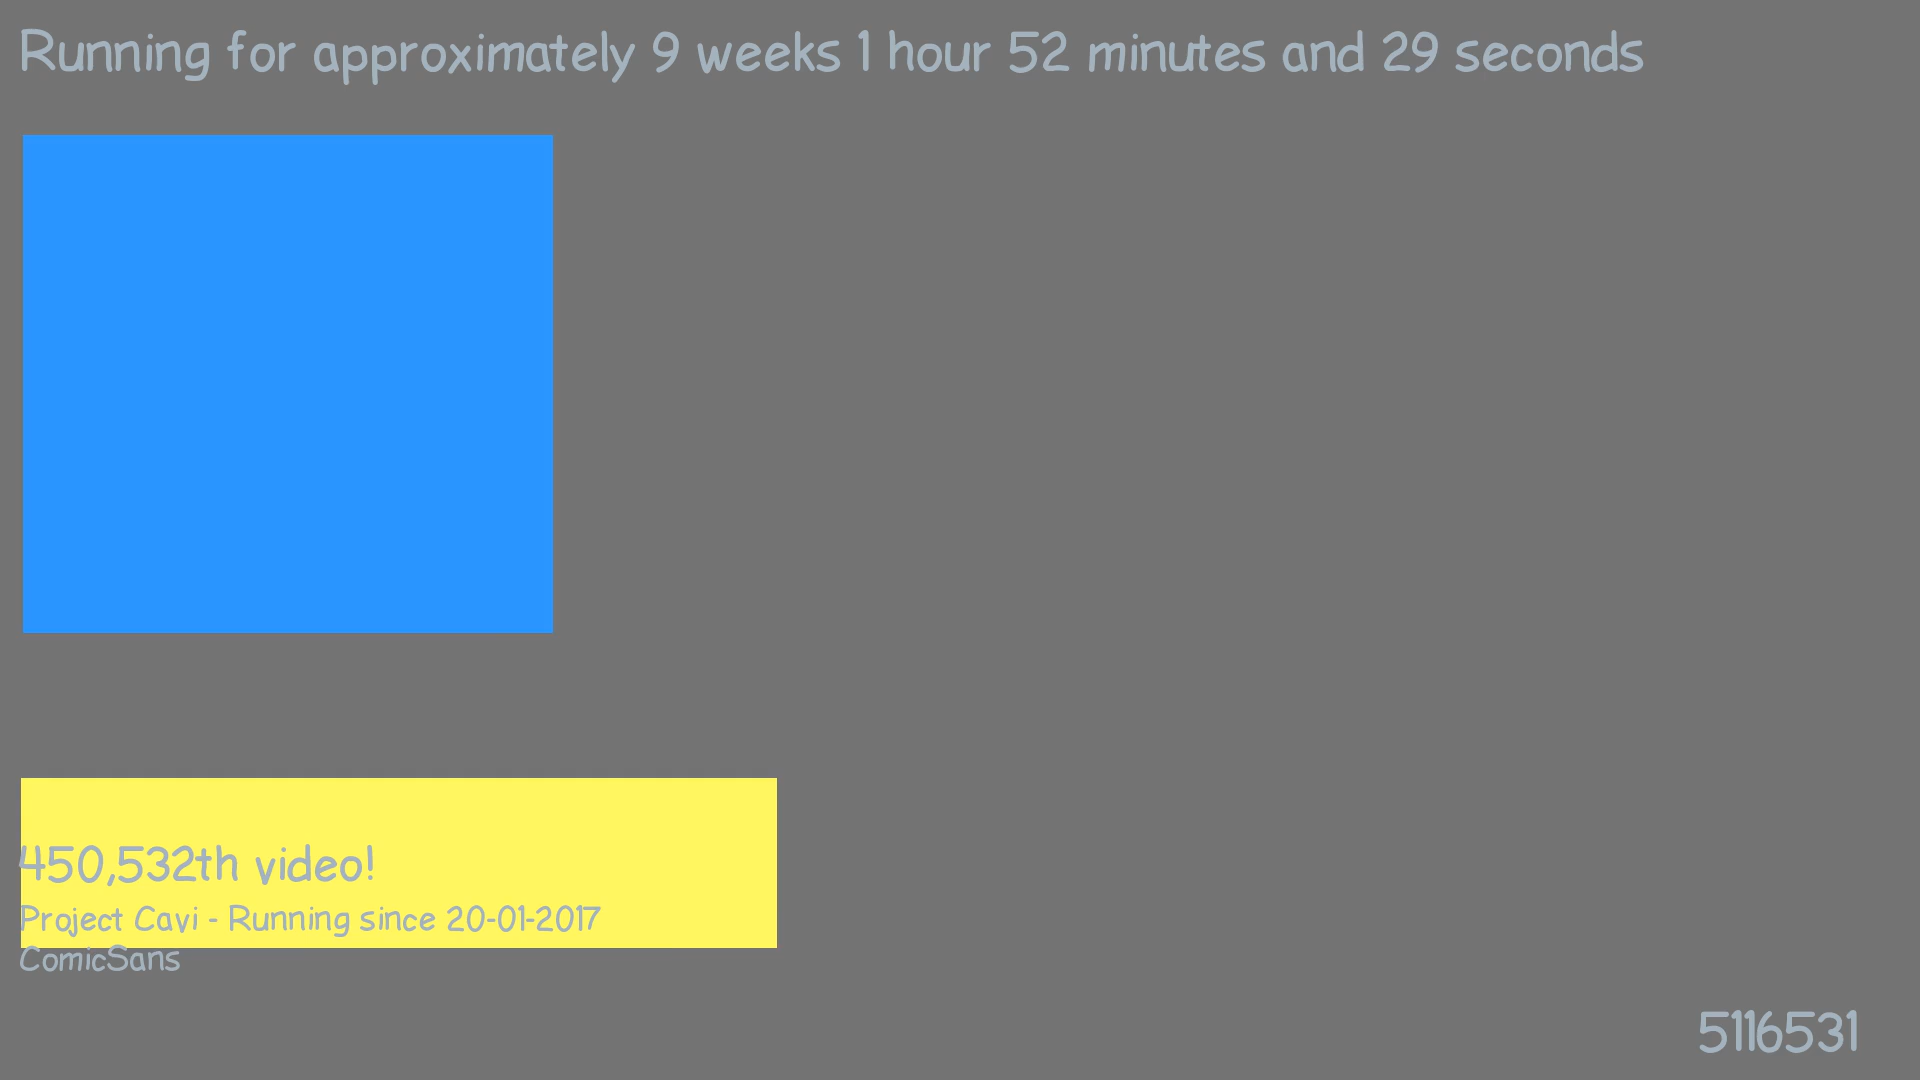 Running for approximately 9 weeks 1 hour 52 minutes and 29 seconds
450,532th video!
Project Cavi - Running since 20-01-2017
ComicSans
5116531